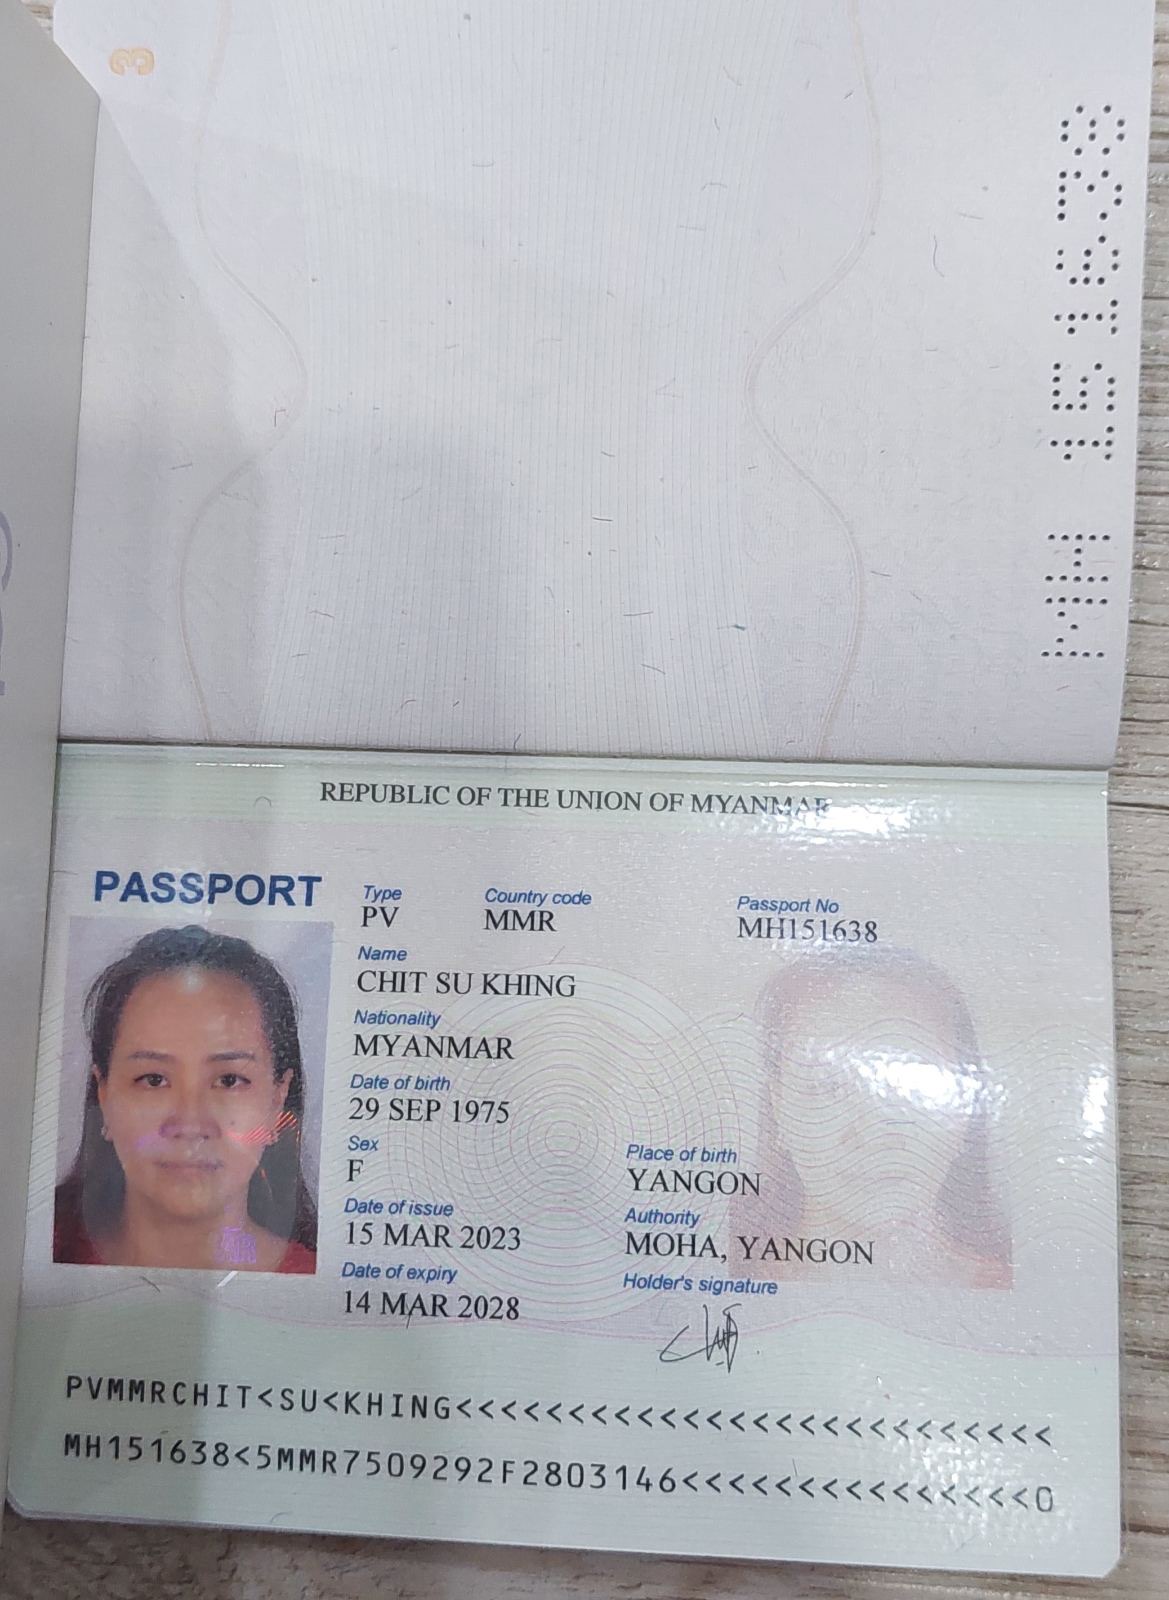 3
MH 151638
REPUBLIC OF THE UNION OF MYANMAR
PASSPORT
Type
Country code
Passport No
PV
MMR
MH151638
Name
CHIT SU KHING
Nationality
MYANMAR
Date of birth
29 SEP 1975
Sex
Place of birth
F
YANGON
Date of issue
Authority
15 MAR 2023
MOHA, YANGON
Date of expiry
Holder's signature
14 MAR 2028
PVMMRCHIT<SU<KHING<<<<<<<<<<<<<<<<<<<<<<<<<<
MH151638<5MMR7509292F2803146<<<<<<<<<<<<<<<0